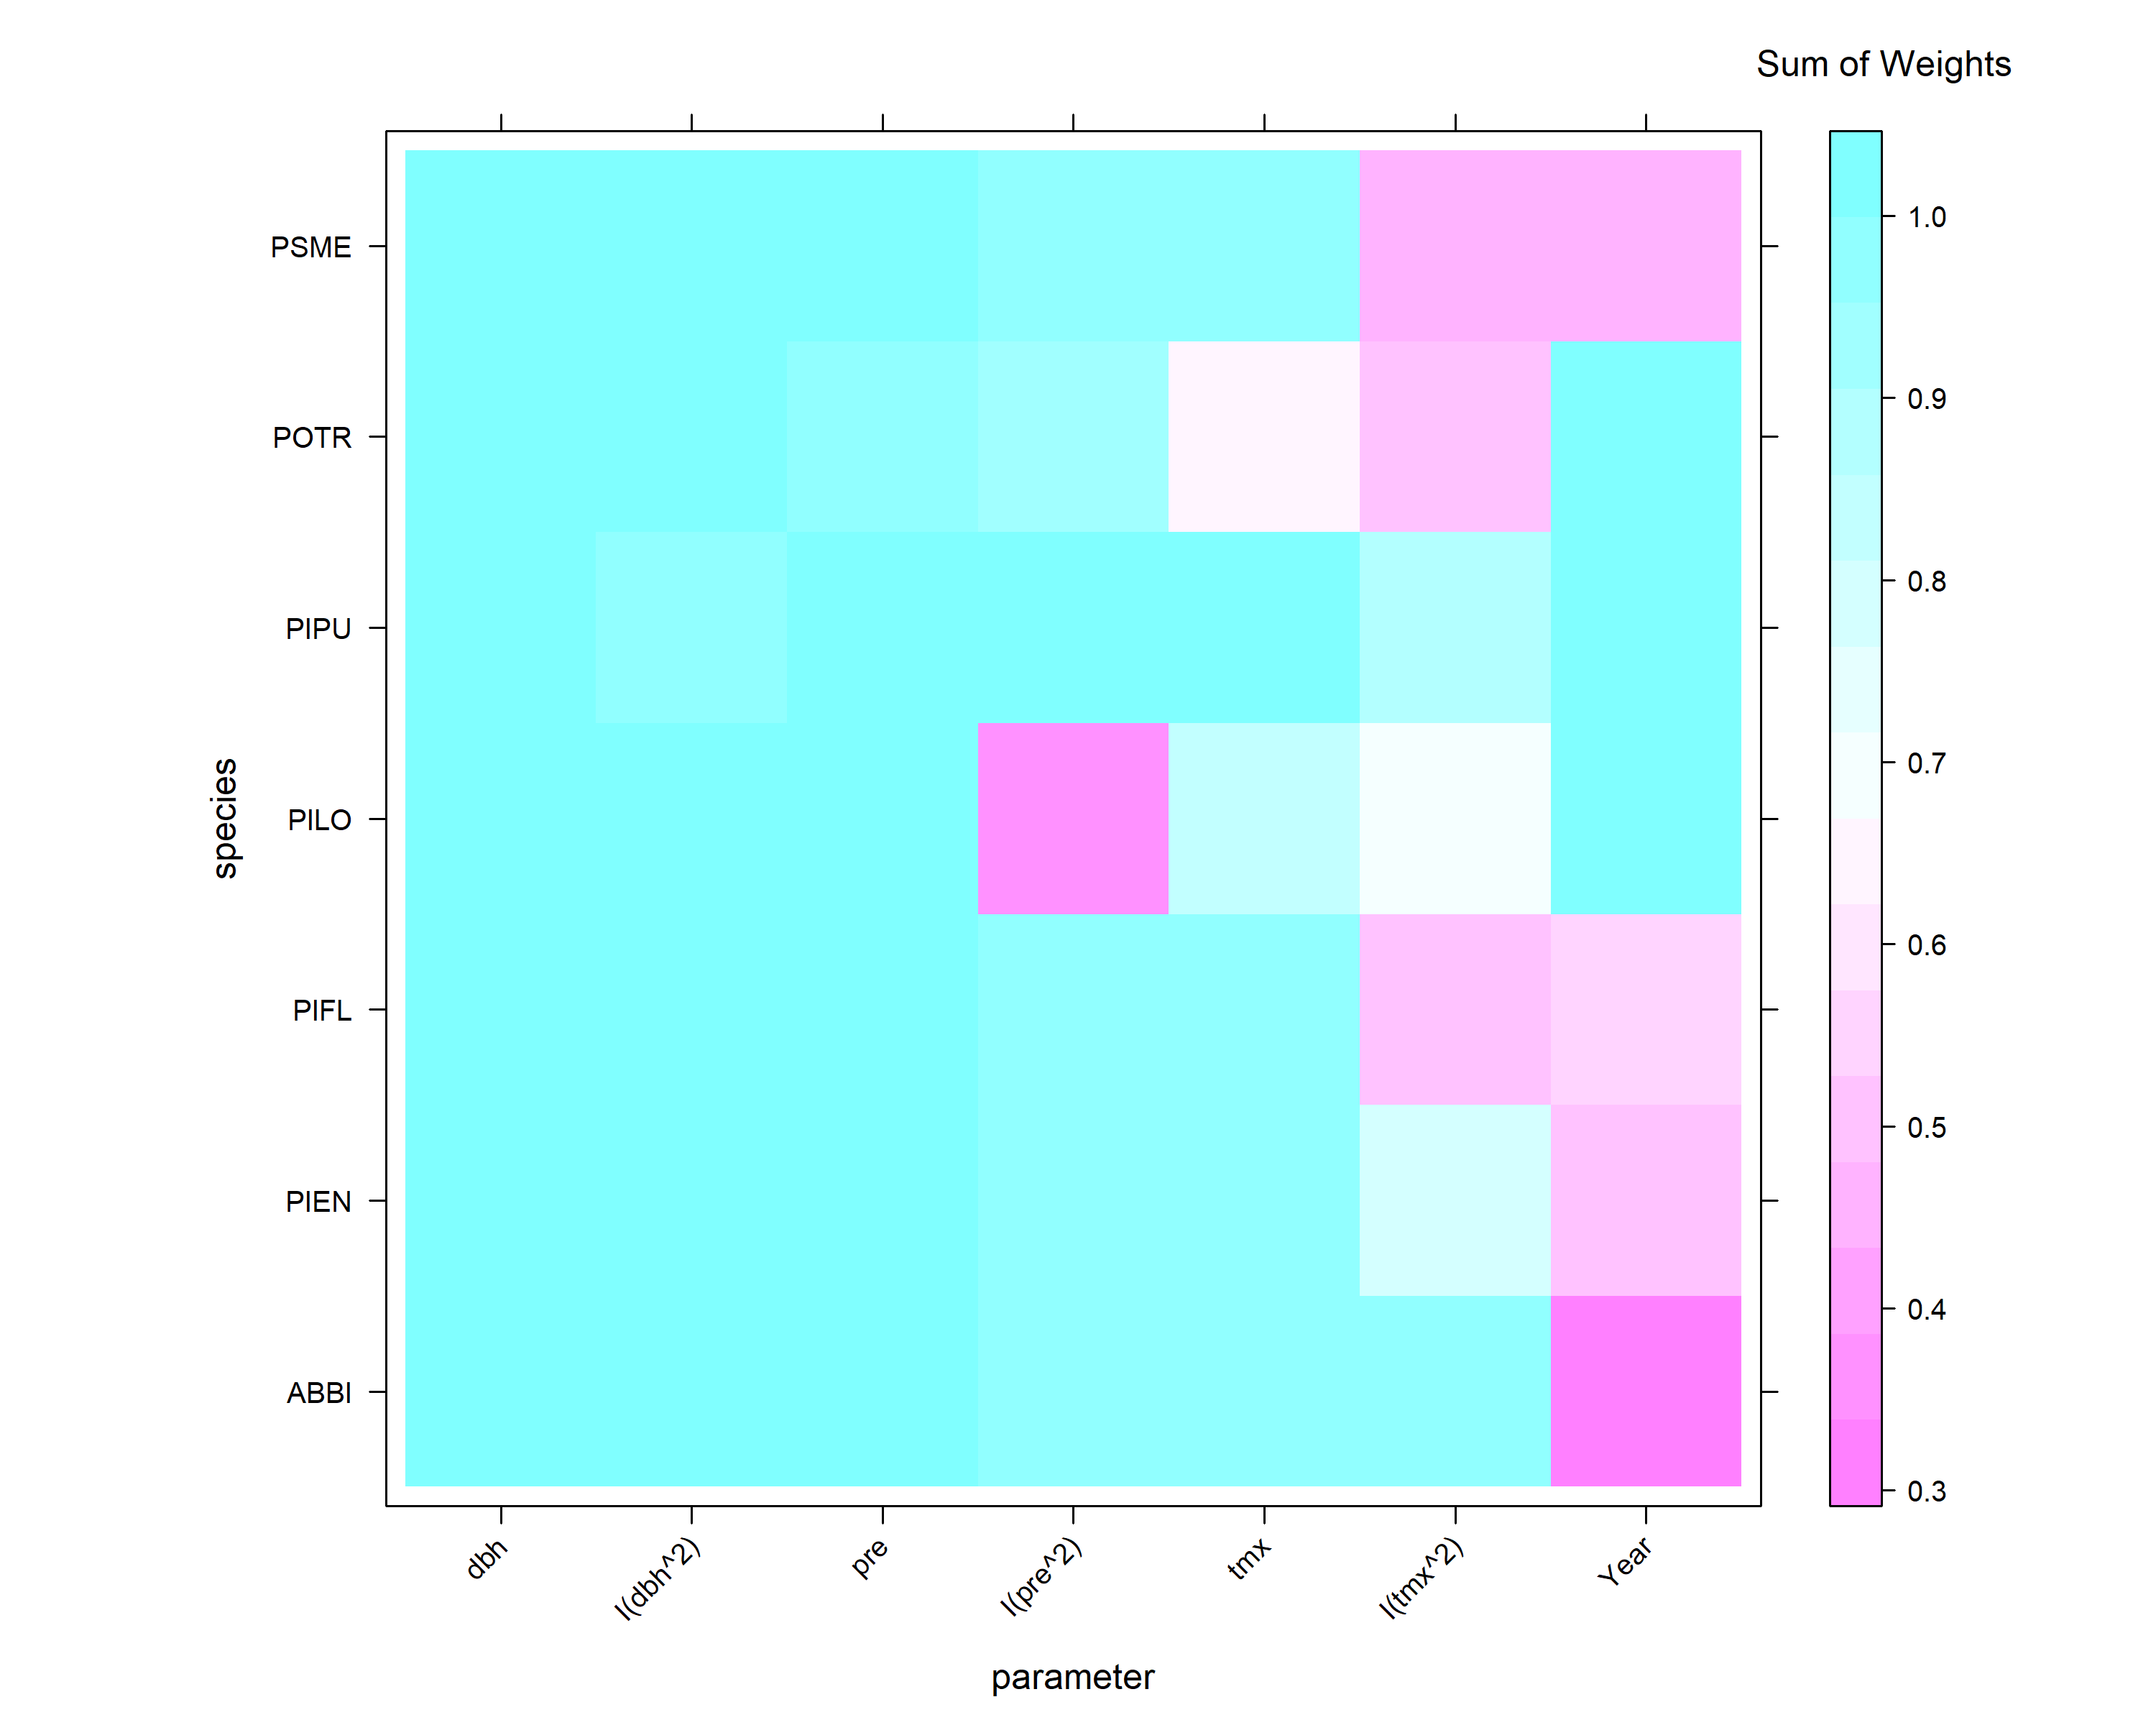 Sum of Weights
PSME
POTR
PIPU
PILO
PIFL
PIEN
ABBI
species
1.0
0.9
0.8
0.7
0.6
0.5
0.4
0.3
dbh
I(dbh^2)
pre
I(pre^2)
tmx
I(tmx^2)
Year
parameter